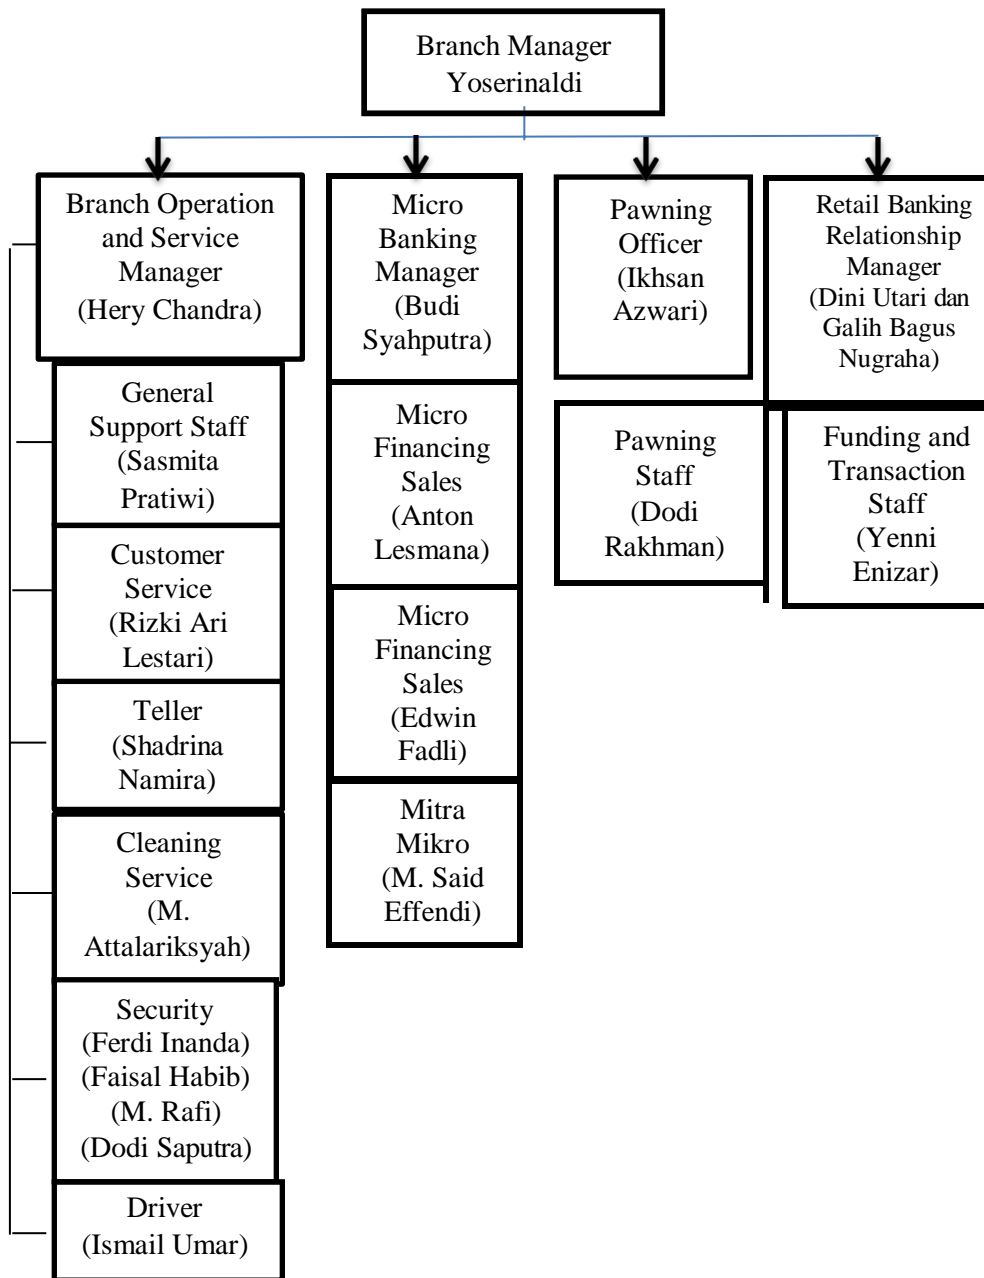 Branch Manager
Yoserinaldi
Branch Operation
and Service
Manager
(Hery Chandra)
General
Support Staff
(Sasmita
Pratiwi)
Customer
Service
(Rizki Ari
Lestari)
Teller
(Shadrina
Namira)
Cleaning
Service
(M.
Attalariksyah)
Security
(Ferdi Inanda)
(Faisal Habib)
(M. Rafi)
(Dodi Saputra)
Driver
(Ismail Umar)
Micro
Banking
Manager
(Budi
Syahputra)
Micro
Financing
Sales
(Anton
Lesmana)
Micro
Financing
Sales
(Edwin
Fadli)
Mitra
Mikro
(M. Said
Effendi)
Pawning
Officer
(Ikhsan
Azwari)
Pawning
Staff
(Dodi
Rakhman)
Retail Banking
Relationship
Manager
(Dini Utari dan
Galih Bagus
Nugraha)
Funding and
Transaction
Staff
(Yenni
Enizar)